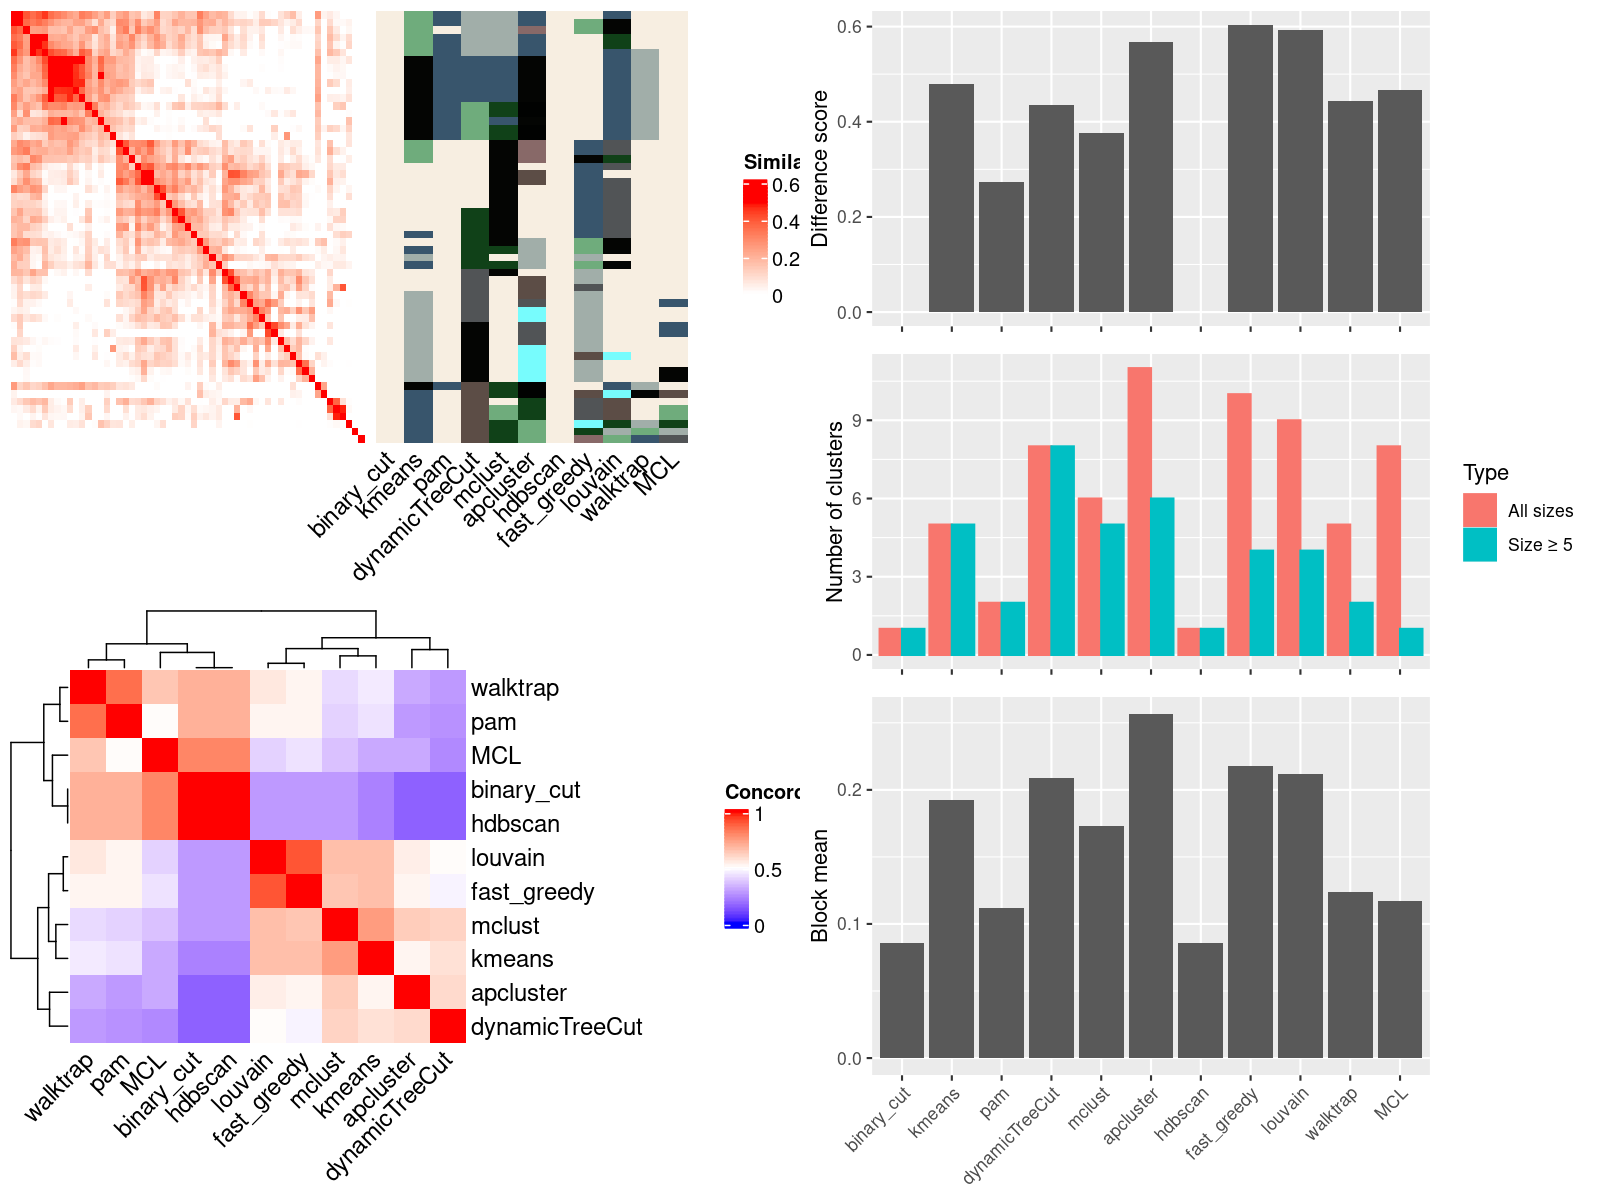 Simila
0.6
0.4
0.2
0
binary_cut
kmeans
pam
dynamicTreeCut
mclust
apcluster
hdbscan
fast_greedy
louvain
walktrap
MCL
walktrap
pam
MCL
binary_cut
hdbscan
louvain
fast_greedy
mclust
kmeans
apcluster
dynamicTreeCut
walktrap
pam
MCL
binary_cut
hdbscan
louvain
fast_greedy
mclust
kmeans
apcluster
dynamicTreeCut
Concord
1
0.5
0
Difference score
0.6
0.4
0.2
0.0
Number of clusters
9
6
3
0
Type
All sizes
Size ≥ 5
Block mean
0.2
0.1
0.0
binary_cut
kmeans
pam
dynamicTreeCut
mclust
apcluster
hdbscan
fast_greedy
louvain
walktrap
MCL